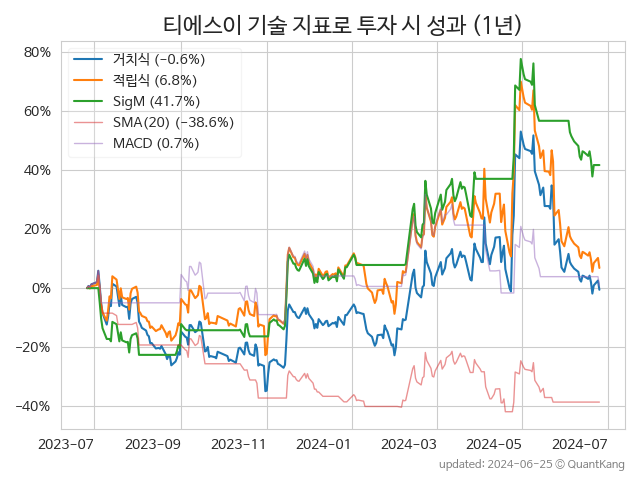 티에스이 기술 지표로 투자 시 성과 (1년)
80%
60%
40%
20%
0%
−20%
−40%
거치식 (−0.6%)
적립식 (6.8%)
SigM (41.7%)
SMA(20) (−38.6%)
MACD (0.7%)
2023-07 2023-09 2023-11 2024-01 2024-03 2024-05 2024-07
updated: 2024-06-25 ⓒ QuantKang